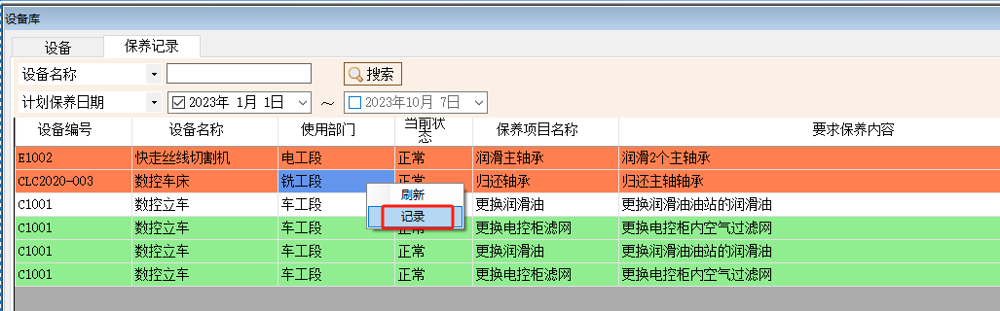 设备库
设备 保养记录
设备名称 搜索
计划保养日期 2023年 1月 1日 ～ 2023年10月 7日
设备编号 设备名称 使用部门 当前状态 保养项目名称 要求保养内容
E1002 快走丝线切割机 电工段 正常 润滑主轴承 润滑2个主轴承
CLC2020-003 数控车床 铣工段 正常 归还轴承 归还主轴轴承
刷新
C1001 数控立车 车工段 更换润滑油 更换润滑油油站的润滑油
记录
C1001 数控立车 车工段 正常 更换电控柜滤网 更换电控柜内空气过滤网
C1001 数控立车 车工段 正常 更换润滑油 更换润滑油油站的润滑油
C1001 数控立车 车工段 正常 更换电控柜滤网 更换电控柜内空气过滤网